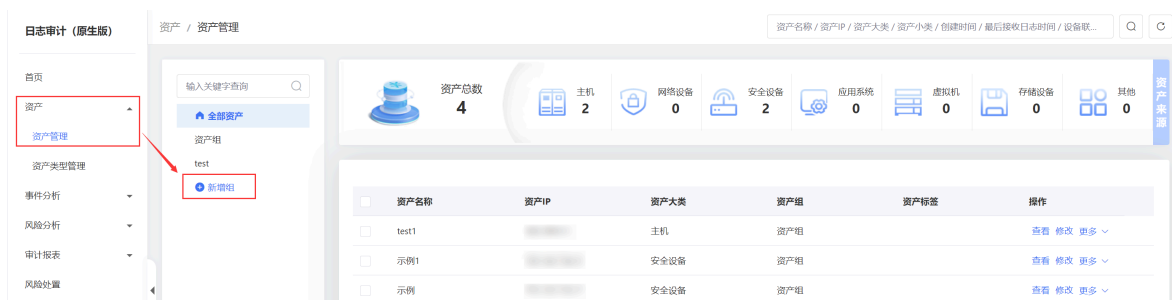 日志审计（原生版）
资产 / 资产管理
资产名称 / 资产IP / 资产大类 / 资产小类 / 创建时间 / 最后接收日志时间 / 设备联...
首页
资产
资产管理
资产类型管理
事件分析
风险分析
审计报表
风险处置
输入关键字查询
全部资产
资产组
test
新增组
资产总数
4
主机
2
网络设备
0
安全设备
2
应用系统
0
虚拟机
0
存储设备
0
其他
0
资产来源
资产名称 资产IP 资产大类 资产组 资产标签 操作
test1 主机 资产组 查看 修改 更多
示例1 安全设备 资产组 查看 修改 更多
示例 安全设备 资产组 查看 修改 更多